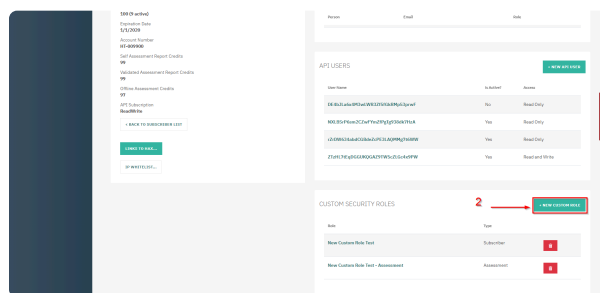 100 (9 active)
Expiration Date
1/1/2020
Account Number
HT-009900
Self Assessment Report Credits
99
Validated Assessment Report Credits
99
Offline Assessment Credits
97
API Subscription
ReadWrite
< BACK TO SUBSCRIBER LIST
IP WHITELIST...
Person Email Role
API USERS
+ NEW API USER
User Name Is Active? Access
No Read Only
Yes Read Only
Yes Read Only
Yes Read and Write
CUSTOM SECURITY ROLES
2
+ NEW CUSTOM ROLE
Role Type
New Custom Role Test Subscriber
New Custom Role Test - Assessment Assessment